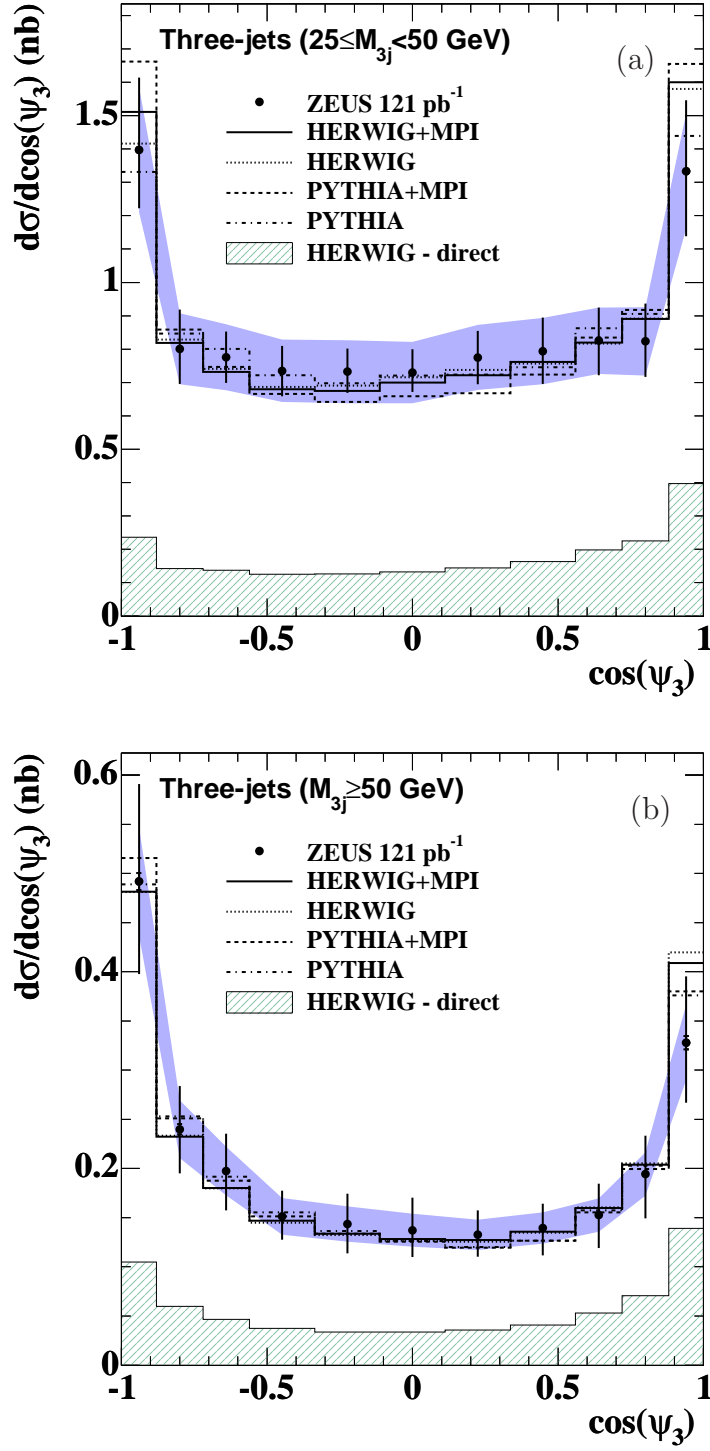 Three-jets (25≤M3j<50 GeV)
(a)
dσ/dcos(ψ3) (nb)
ZEUS 121 pb-1
HERWIG+MPI
HERWIG
PYTHIA+MPI
PYTHIA
HERWIG - direct
1.5
1
0.5
0
-1 -0.5 0 0.5 1
cos(ψ3)
Three-jets (M3j≥50 GeV)
(b)
dσ/dcos(ψ3) (nb)
ZEUS 121 pb-1
HERWIG+MPI
HERWIG
PYTHIA+MPI
PYTHIA
HERWIG - direct
0.6
0.4
0.2
0
-1 -0.5 0 0.5 1
cos(ψ3)